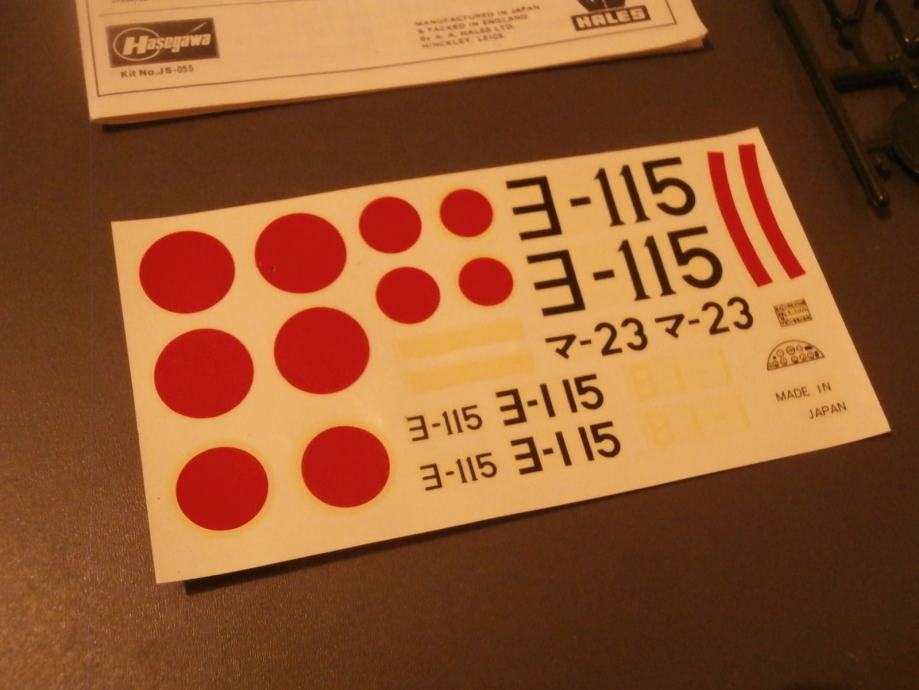 Hasegawa
Kit No.JS-055
MANUFACTURED IN JAPAN
& PACKED IN ENGLAND
By A. A. HALES LTD.
HINCKLEY, LEICS.
HALES
ヨ-115
ヨ-115
マ-23 マ-23
ヨ-115 ヨ-115
ヨ-115 ヨ-115
MADE IN
JAPAN